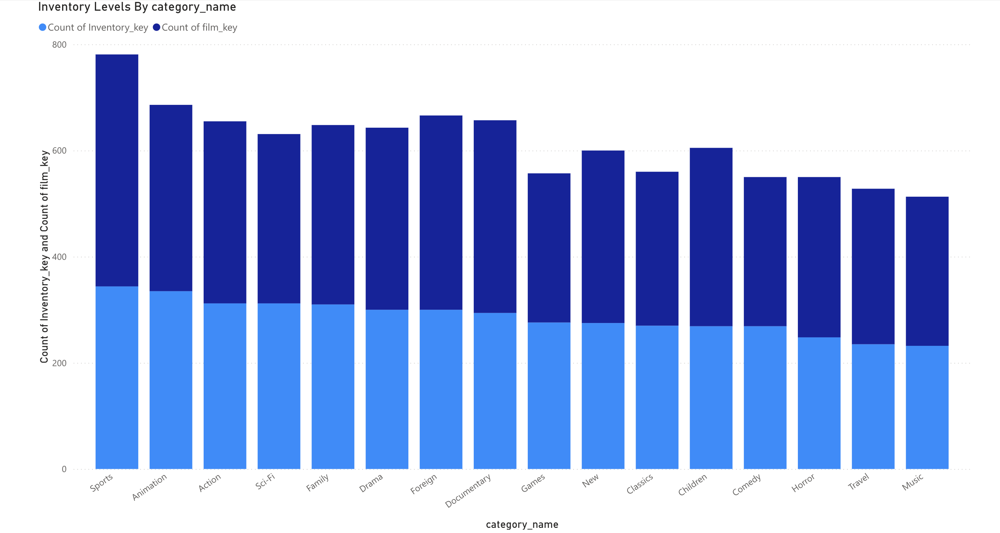 Inventory Levels By category_name
Count of Inventory_key Count of film_key
Count of Inventory_key and Count of film_key
800
600
400
200
0
Sports Animation Action Sci-Fi Family Drama Foreign Documentary Games New Classics Children Comedy Horror Travel Music
category_name